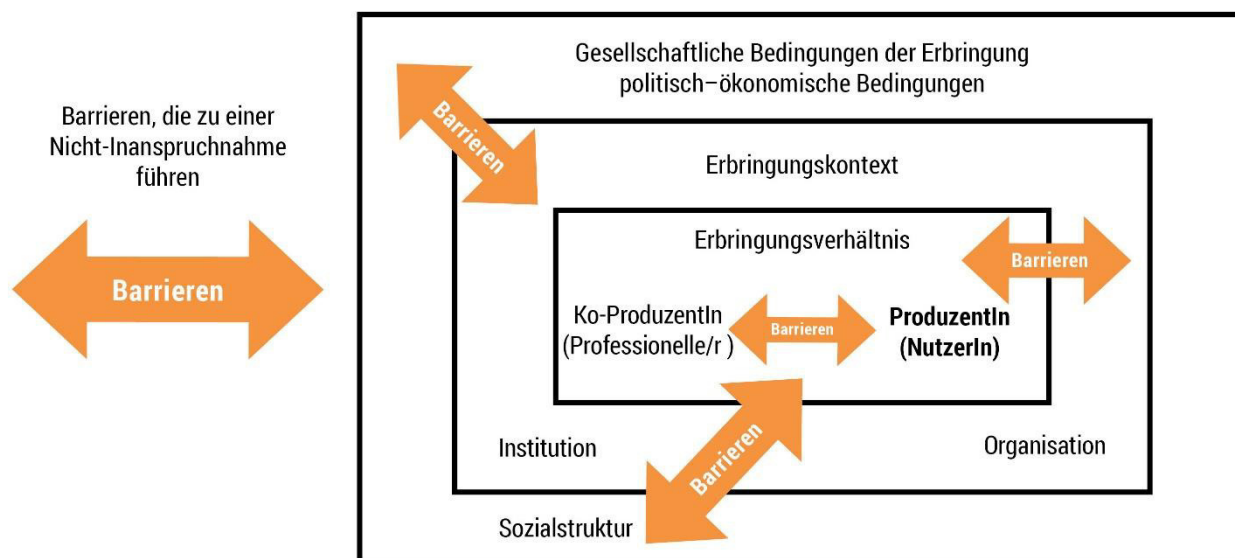 Gesellschaftliche Bedingungen der Erbringung
politisch–ökonomische Bedingungen
Barrieren
Barrieren, die zu einer
Nicht-Inanspruchnahme
führen
Barrieren
Erbringungskontext
Erbringungsverhältnis
Barrieren
Ko-ProduzentIn
(Professionelle/r )
Barrieren
ProduzentIn
(NutzerIn)
Barrieren
Institution
Organisation
Sozialstruktur